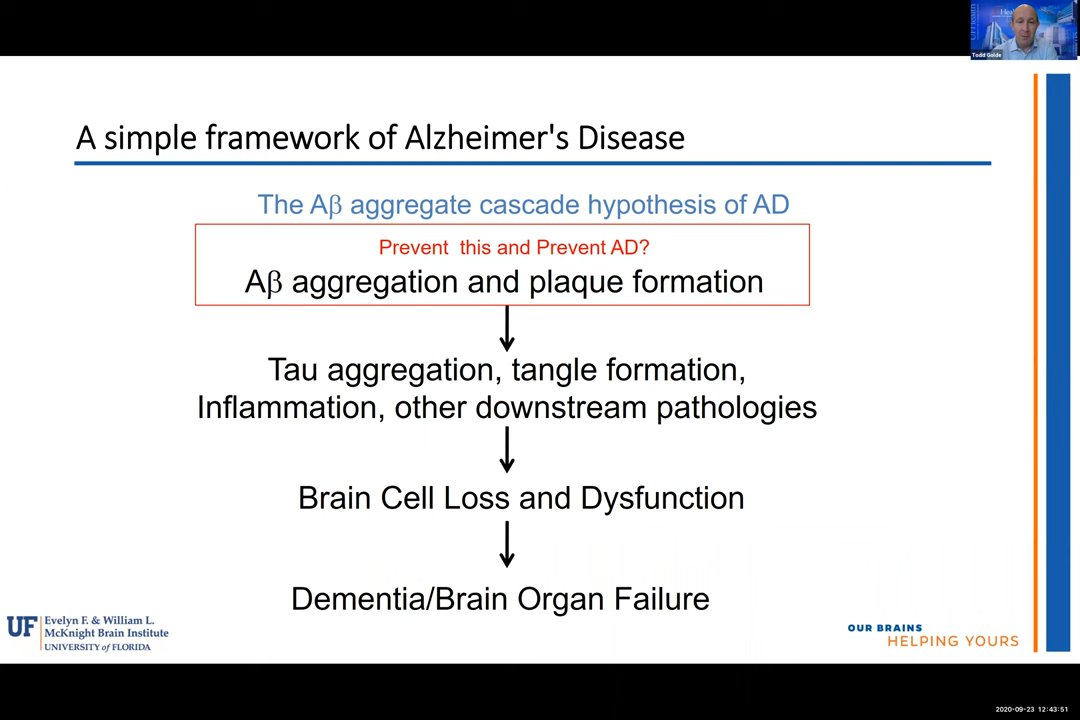 Todd Golde
A simple framework of Alzheimer's Disease
The Aβ aggregate cascade hypothesis of AD
Prevent this and Prevent AD?
Aβ aggregation and plaque formation
Tau aggregation, tangle formation,
Inflammation, other downstream pathologies
Brain Cell Loss and Dysfunction
Dementia/Brain Organ Failure
UF
Evelyn F. & William L.
McKnight Brain Institute
UNIVERSITY of FLORIDA
OUR BRAINS
HELPING YOURS
2020-09-23 12:43:51